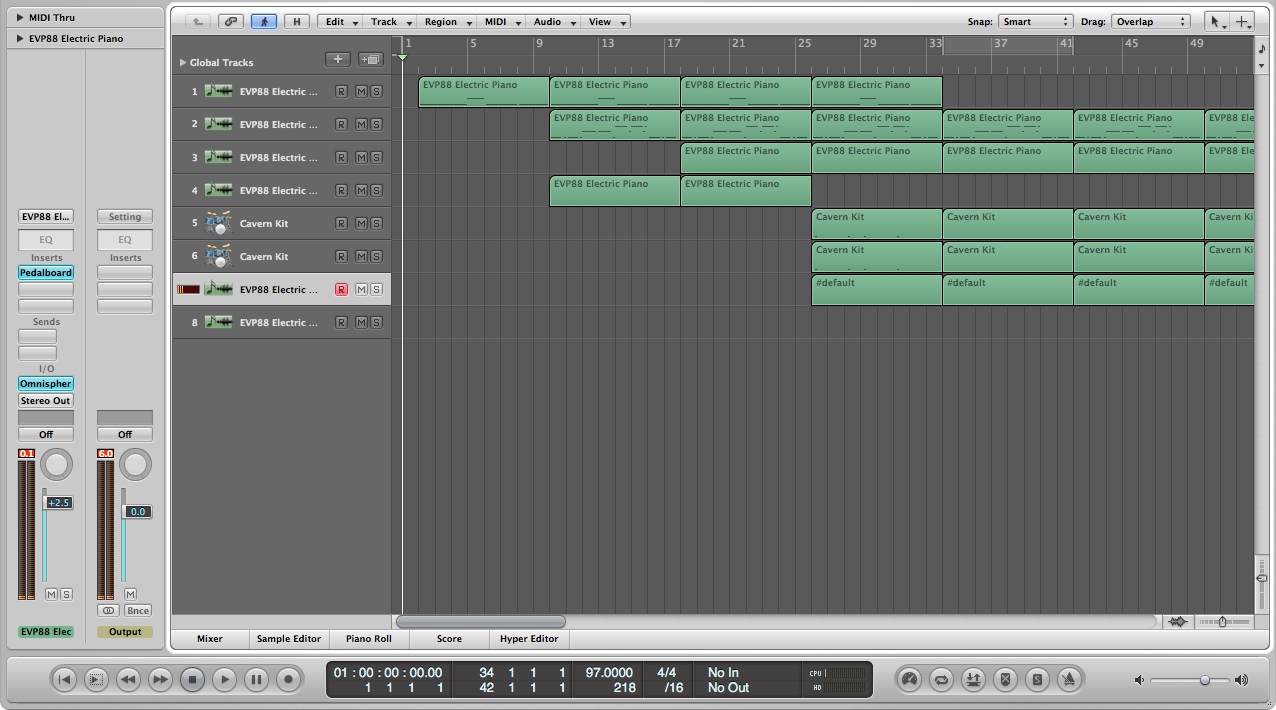 MIDI Thru
EVP88 Electric Piano
H Edit Track Region MIDI Audio View Snap: Smart Drag: Overlap
1 5 9 13 17 21 25 29 33 37 41 45 49
Global Tracks
1 EVP88 Electric ... R M S EVP88 Electric Piano EVP88 Electric Piano EVP88 Electric Piano EVP88 Electric Piano
2 EVP88 Electric ... R M S EVP88 Electric Piano EVP88 Electric Piano EVP88 Electric Piano EVP88 Electric Piano EVP88 Electric Piano EVP88 Ele
3 EVP88 Electric ... R M S EVP88 Electric Piano EVP88 Electric Piano EVP88 Electric Piano EVP88 Electric Piano EVP88 Ele
4 EVP88 Electric ... R M S EVP88 Electric Piano EVP88 Electric Piano
5 Cavern Kit R M S Cavern Kit Cavern Kit Cavern Kit Cavern Ki
6 Cavern Kit R M S Cavern Kit Cavern Kit Cavern Kit Cavern Ki
EVP88 Electric ... R M S #default #default #default #default
8 EVP88 Electric ... R M S
EVP88 El... Setting
EQ EQ
Inserts Inserts
Pedalboard
Sends
I/O
Omnispher
Stereo Out
Off Off
0.1 6.0
+2.5 0.0
M S M
Bnce
EVP88 Elec Output
Mixer Sample Editor Piano Roll Score Hyper Editor
01 : 00 : 00 : 00.00 34 1 1 1 97.0000 4/4 No In CPU
1 1 1 1 42 1 1 1 218 /16 No Out HD
S